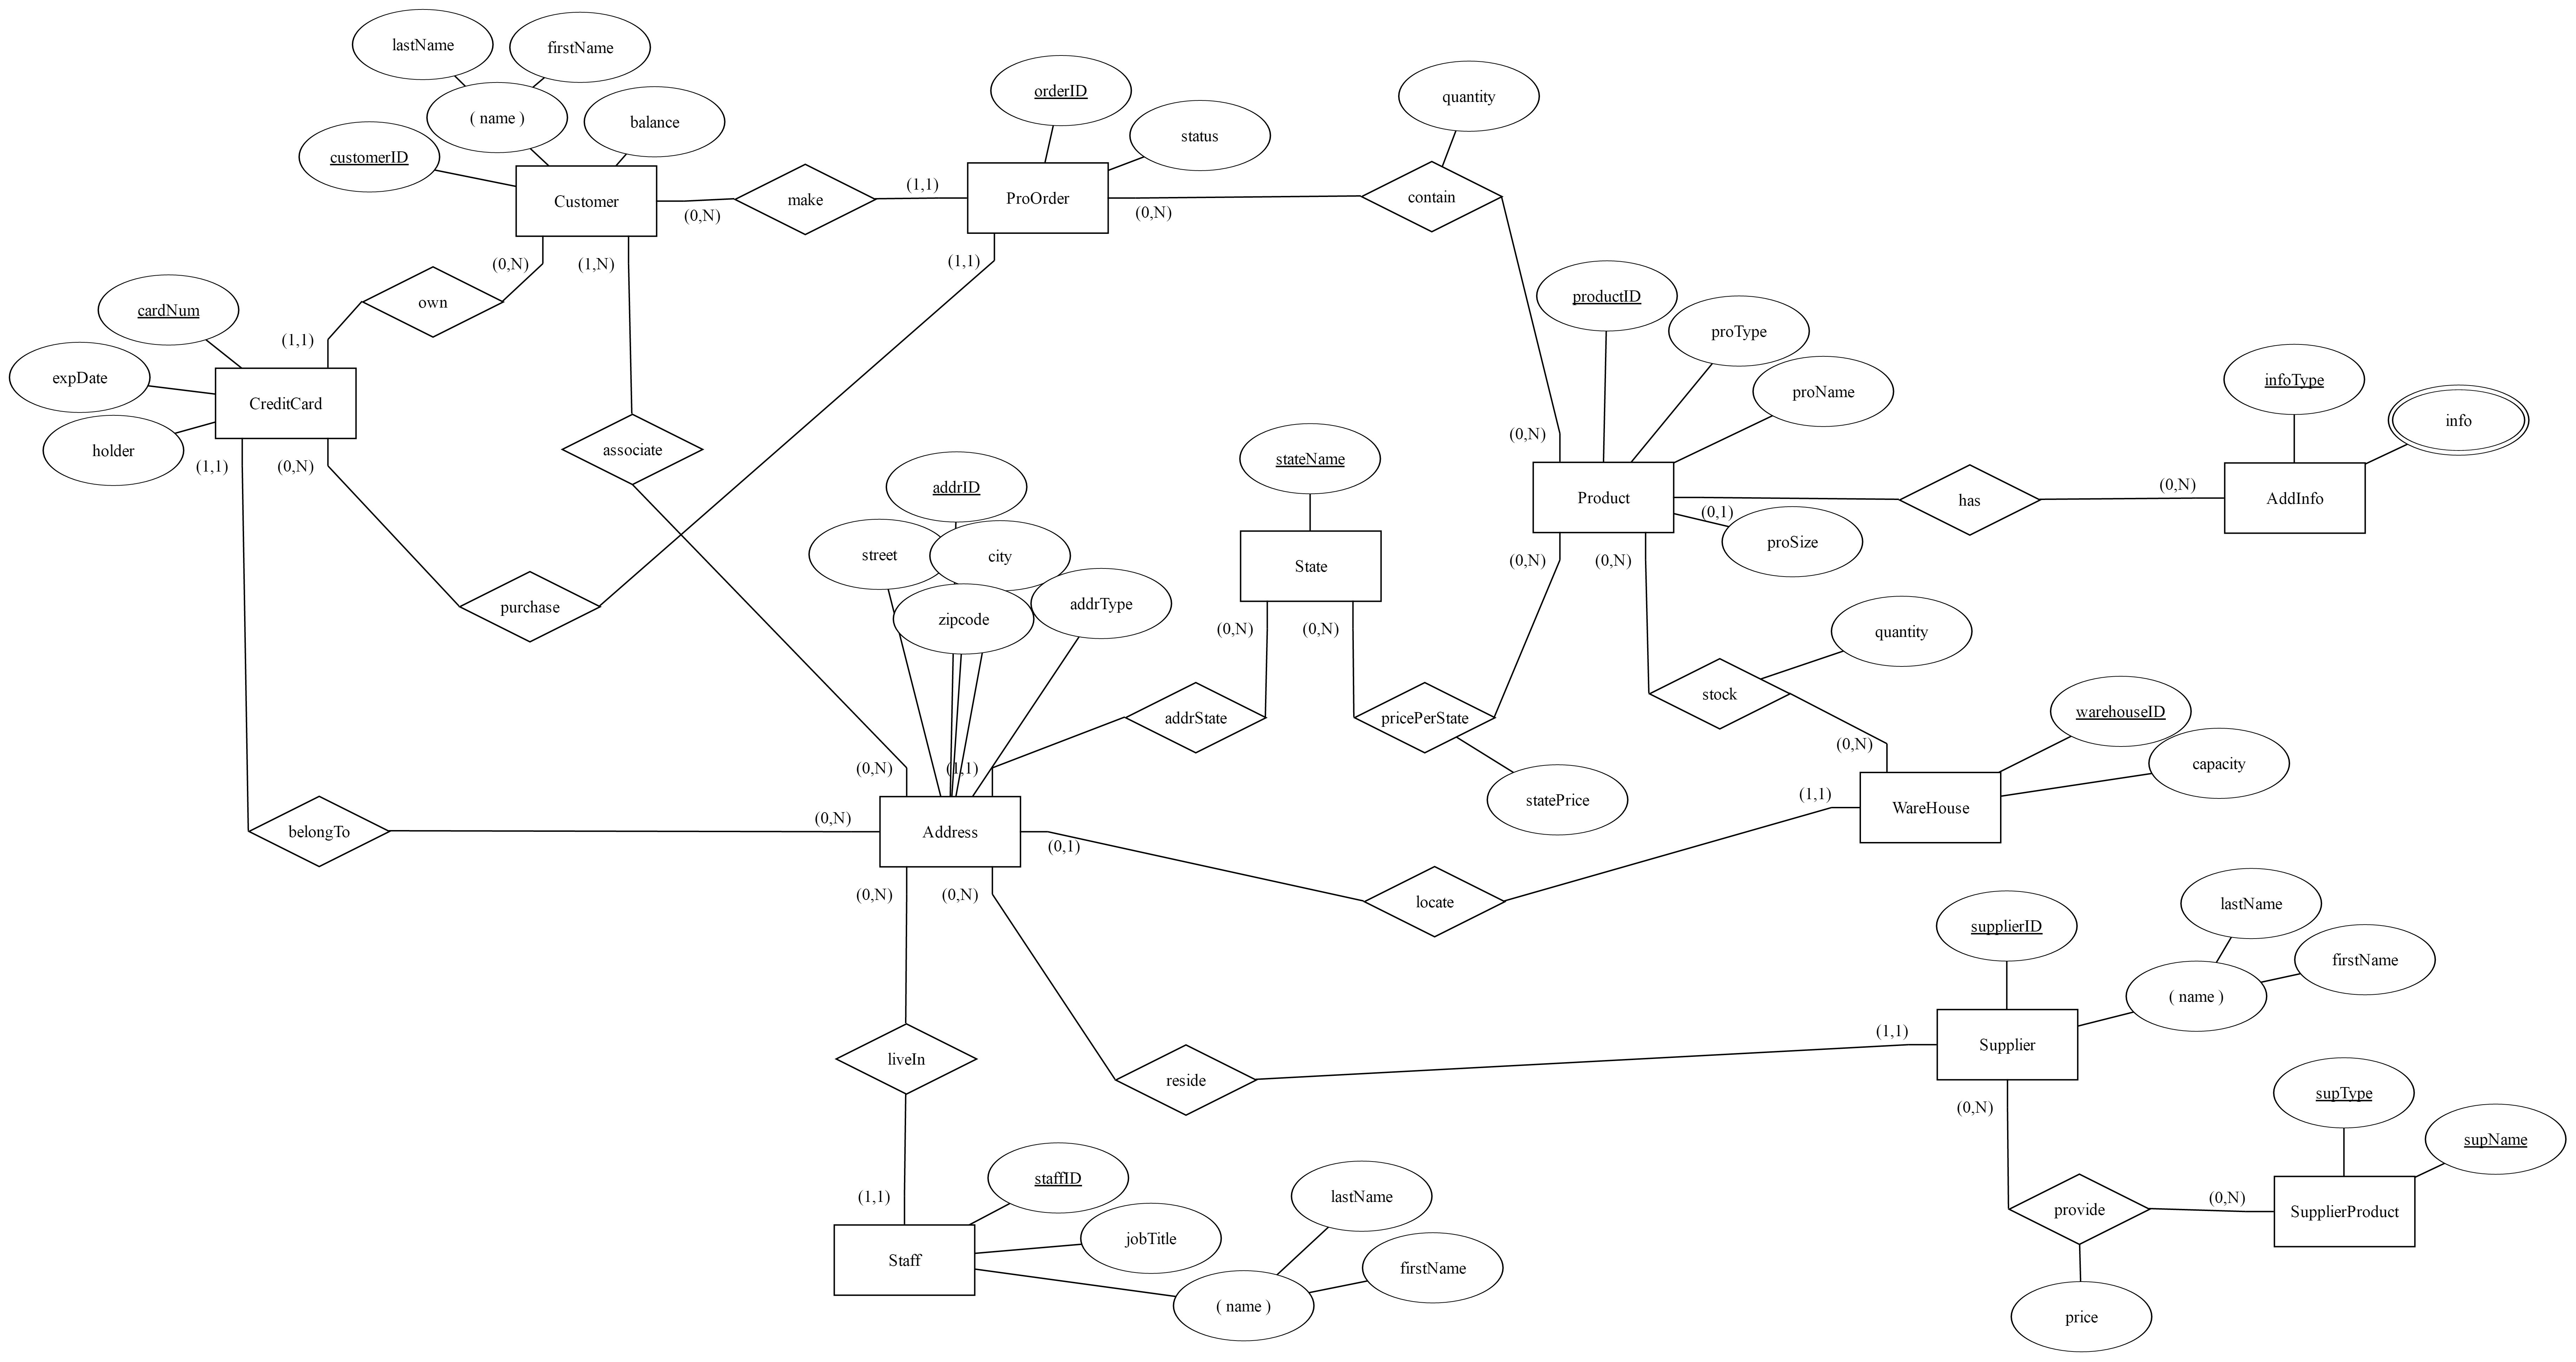 lastName
firstName
( name )
balance
customerID
Customer
(0,N)
make
(1,1)
orderID
status
ProOrder
(0,N)
quantity
contain
(0,N)
(1,N)
(1,1)
own
cardNum
(1,1)
expDate
CreditCard
holder
(1,1)
(0,N)
associate
purchase
productID
proType
proName
(0,N)
Product
(0,1)
proSize
has
(0,N)
infoType
info
AddInfo
(0,N)
(0,N)
stateName
State
(0,N)
(0,N)
addrID
street
city
zipcode
addrType
addrState
pricePerState
statePrice
stock
quantity
(0,N)
warehouseID
capacity
(1,1)
WareHouse
(0,N)
(1,1)
belongTo
(0,N)
Address
(0,1)
(0,N)
(0,N)
locate
supplierID
lastName
firstName
( name )
(1,1)
Supplier
(0,N)
liveIn
reside
supType
supName
provide
(0,N)
SupplierProduct
price
(1,1)
staffID
jobTitle
Staff
lastName
firstName
( name )